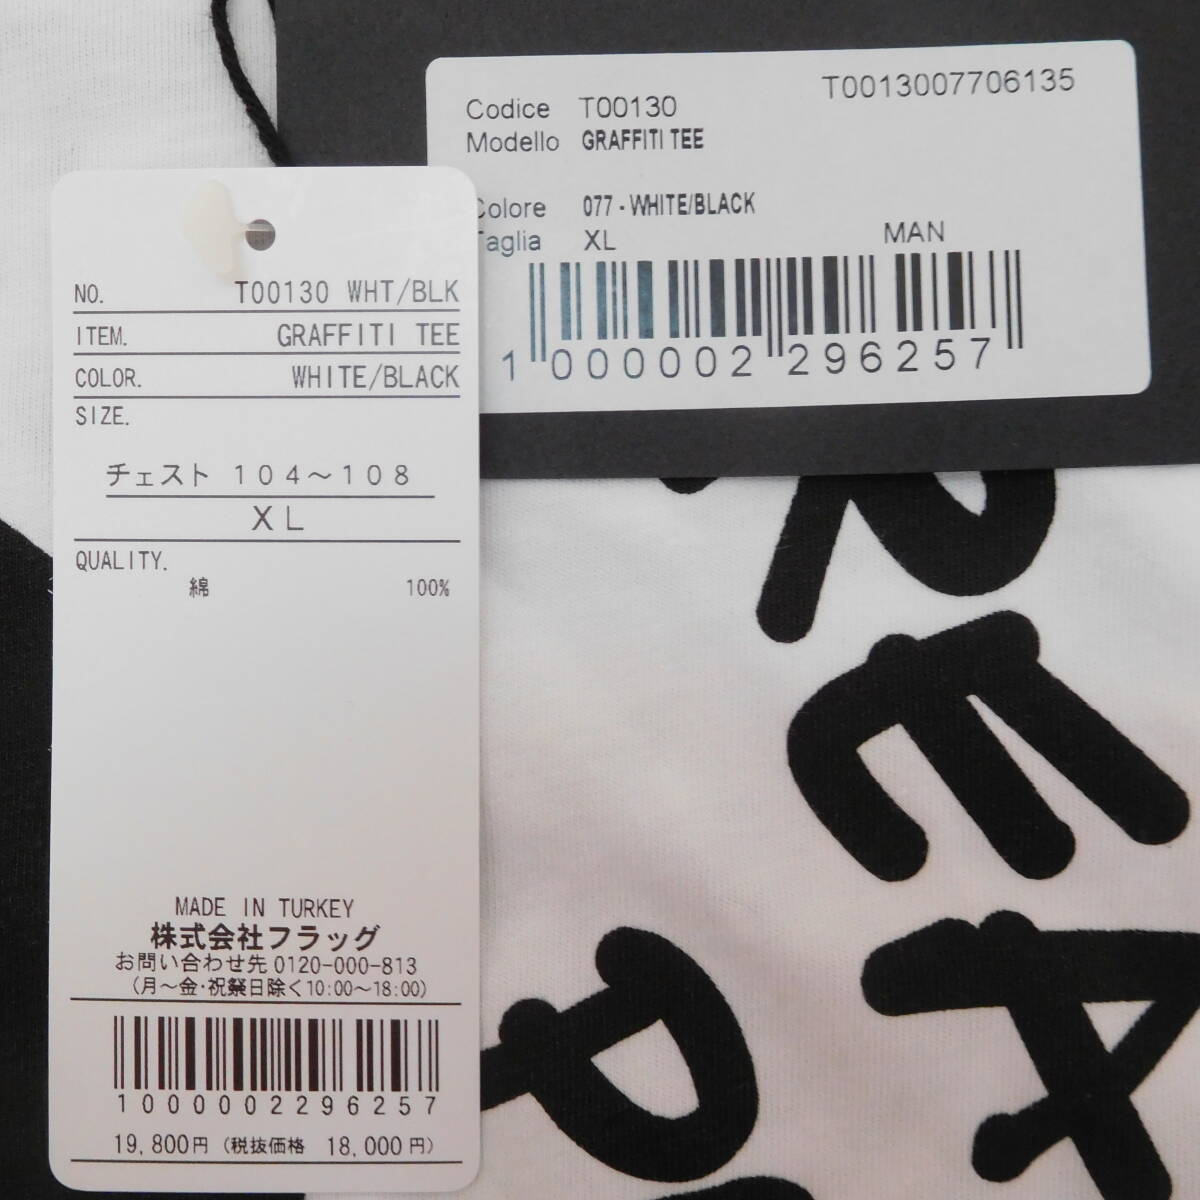 Codice T00130 T0013007706135
Modello GRAFFITI TEE
Colore 077 - WHITE/BLACK
Taglia XL MAN
1 000002 296257
NO. T00130 WHT/BLK
ITEM. GRAFFITI TEE
COLOR. WHITE/BLACK
SIZE.
チェスト 104〜108
XL
QUALITY.
綿 100%
MADE IN TURKEY
株式会社フラッグ
お問い合わせ先 0120-000-813
(月〜金・祝祭日除く10:00〜18:00)
1000002296257
19,800円 (税抜価格 18,000円)